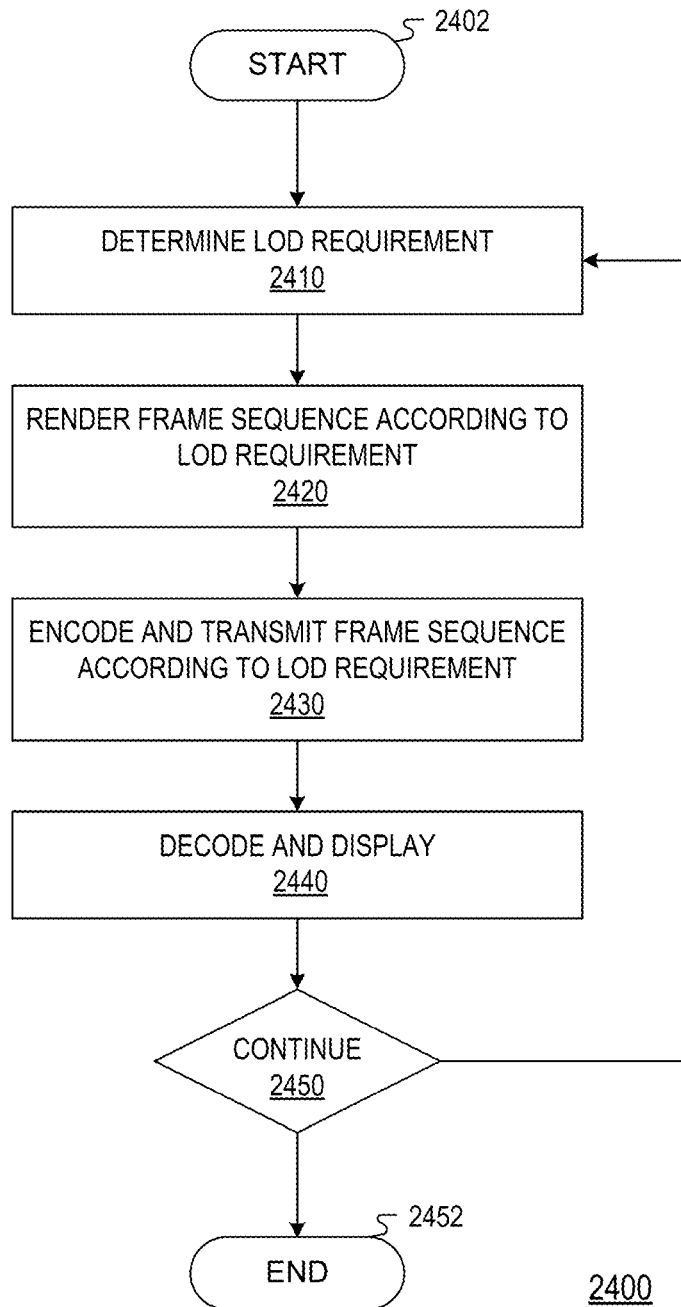 2402
START
DETERMINE LOD REQUIREMENT
2410
RENDER FRAME SEQUENCE ACCORDING TO
LOD REQUIREMENT
2420
ENCODE AND TRANSMIT FRAME SEQUENCE
ACCORDING TO LOD REQUIREMENT
2430
DECODE AND DISPLAY
2440
CONTINUE
2450
2452
END
2400